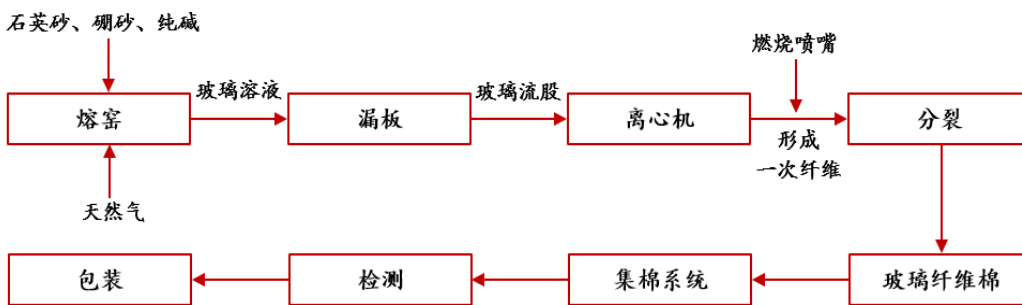 石英砂、硼砂、纯碱
燃烧喷嘴
玻璃溶液
玻璃流股
熔窑
漏板
离心机
分裂
形成
一次纤维
天然气
包装
检测
集棉系统
玻璃纤维棉